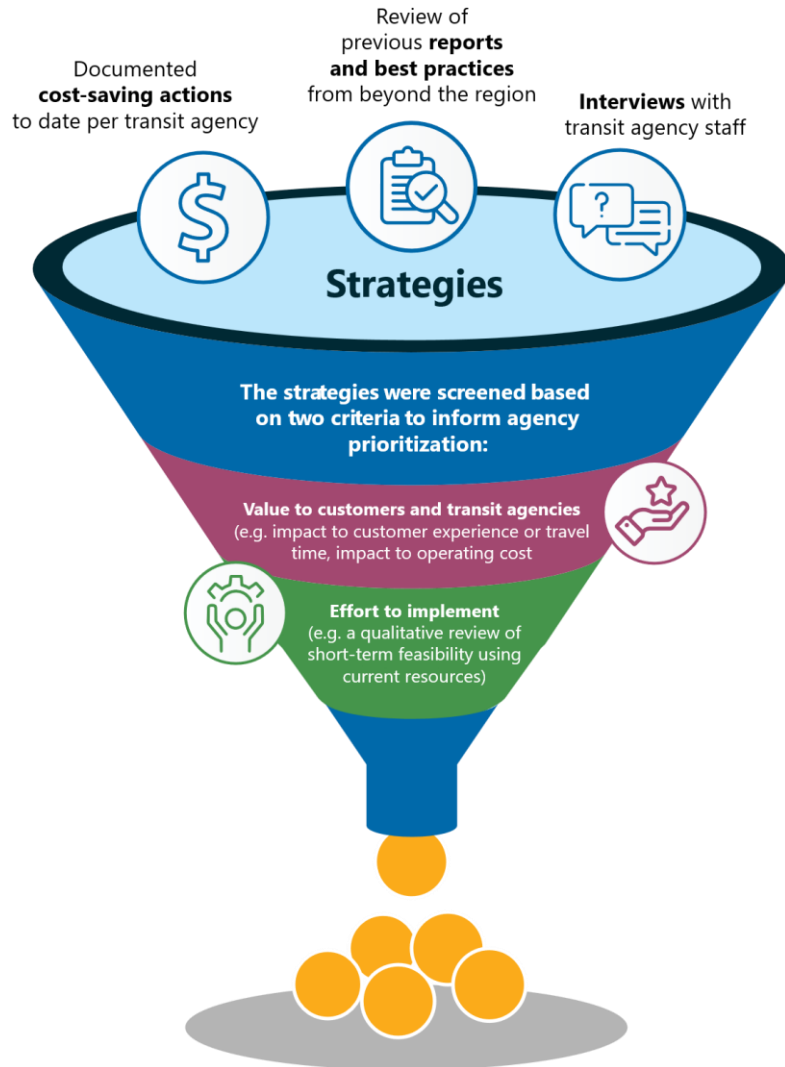 Documented
cost-saving actions
to date per transit agency
Review of
previous reports
and best practices
from beyond the region
Interviews with
transit agency staff
$
?
Strategies
The strategies were screened based
on two criteria to inform agency
prioritization:
Value to customers and transit agencies
(e.g. impact to customer experience or travel
time, impact to operating cost
Effort to implement
(e.g. a qualitative review of
short-term feasibility using
current resources)